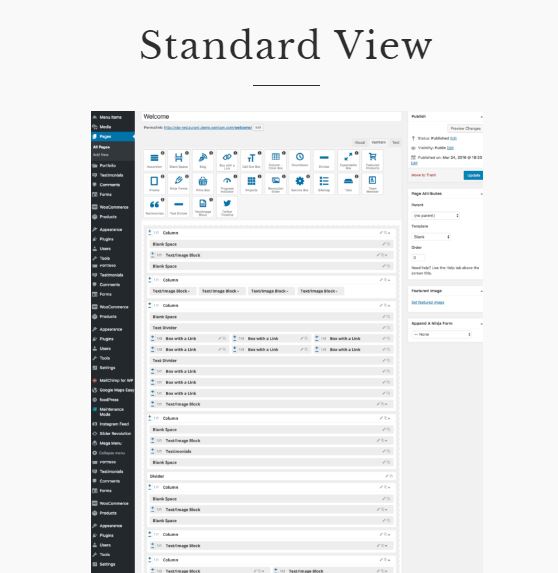 Standard View
Menu Items
Media
Pages
All Pages
Add New
Portfolio
Testimonials
Comments
Forms
WooCommerce
Products
Appearance
Plugins
Users
Tools
Portfolio
Testimonials
Comments
Forms
WooCommerce
Products
Appearance
Plugins
Users
Tools
Settings
MailChimp for WP
Google Maps Easy
foodPress
Maintenance
Mode
Instagram Feed
Slider Revolution
Mega Menu
Collapse menu
Portfolio
Testimonials
Comments
Forms
WooCommerce
Products
Appearance
Plugins
Users
Tools
Settings
Welcome
Permalink:
Edit
Visual
Text
Blog
Divider
Column
Blank Space
Text/Image Block
Blank Space
Column
Text/Image Block Text/Image Block Text/Image Block Text/Image Block
Column
Blank Space
Text Divider
Box with a Link Box with a Link Box with a Link
Box with a Link Box with a Link Box with a Link
Text Divider
Box with a Link
Box with a Link
Box with a Link
Text/Image Block
Column
Blank Space
Text/Image Block
Testimonials
Blank Space
Divider
Column
Blank Space
Text/Image Block
Blank Space
Column
Text/Image Block
Column
Text/Image Block Text/Image Block
Publish
Preview Changes
Status: Published Edit
Visibility: Public Edit
Published on: Mar 24, 2016 @ 18:23
Edit
Move to Trash Update
Page Attributes
Parent
(no parent)
Template
Blank
Order
0
Need help? Use the Help tab above the
screen title.
Featured Image
Set featured image
Append A Ninja Form
-- None